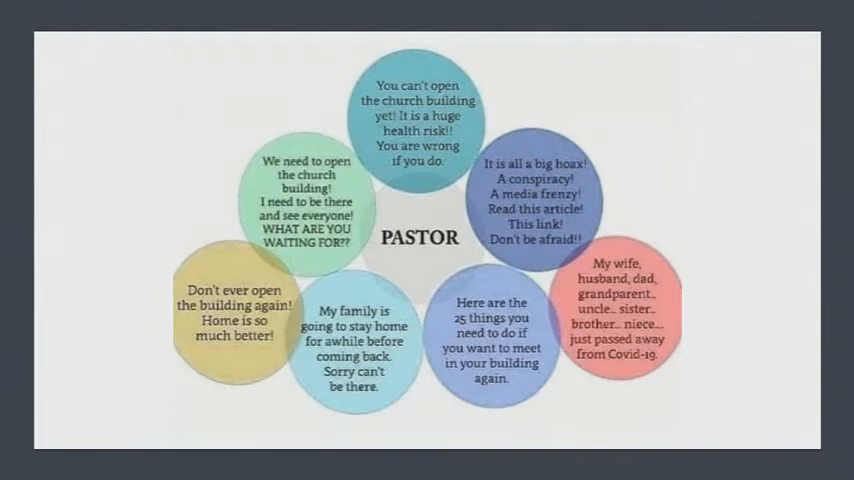 You can't open
the church building
yet! It is a huge
health risk!!
You are wrong
if you do.
We need to open
the church
building!
I need to be there
and see everyone!
WHAT ARE YOU
WAITING FOR??
It is all a big hoax!
A conspiracy!
A media frenzy!
Read this article!
This link!
Don't be afraid!!
PASTOR
Don't ever open
the building again!
Home is so
much better!
My family is
going to stay home
for awhile before
coming back.
Sorry can't
be there.
Here are the
25 things you
need to do if
you want to meet
in your building
again.
My wife,
husband, dad,
grandparent..
uncle.. sister..
brother.. niece...
just passed away
from Covid-19.